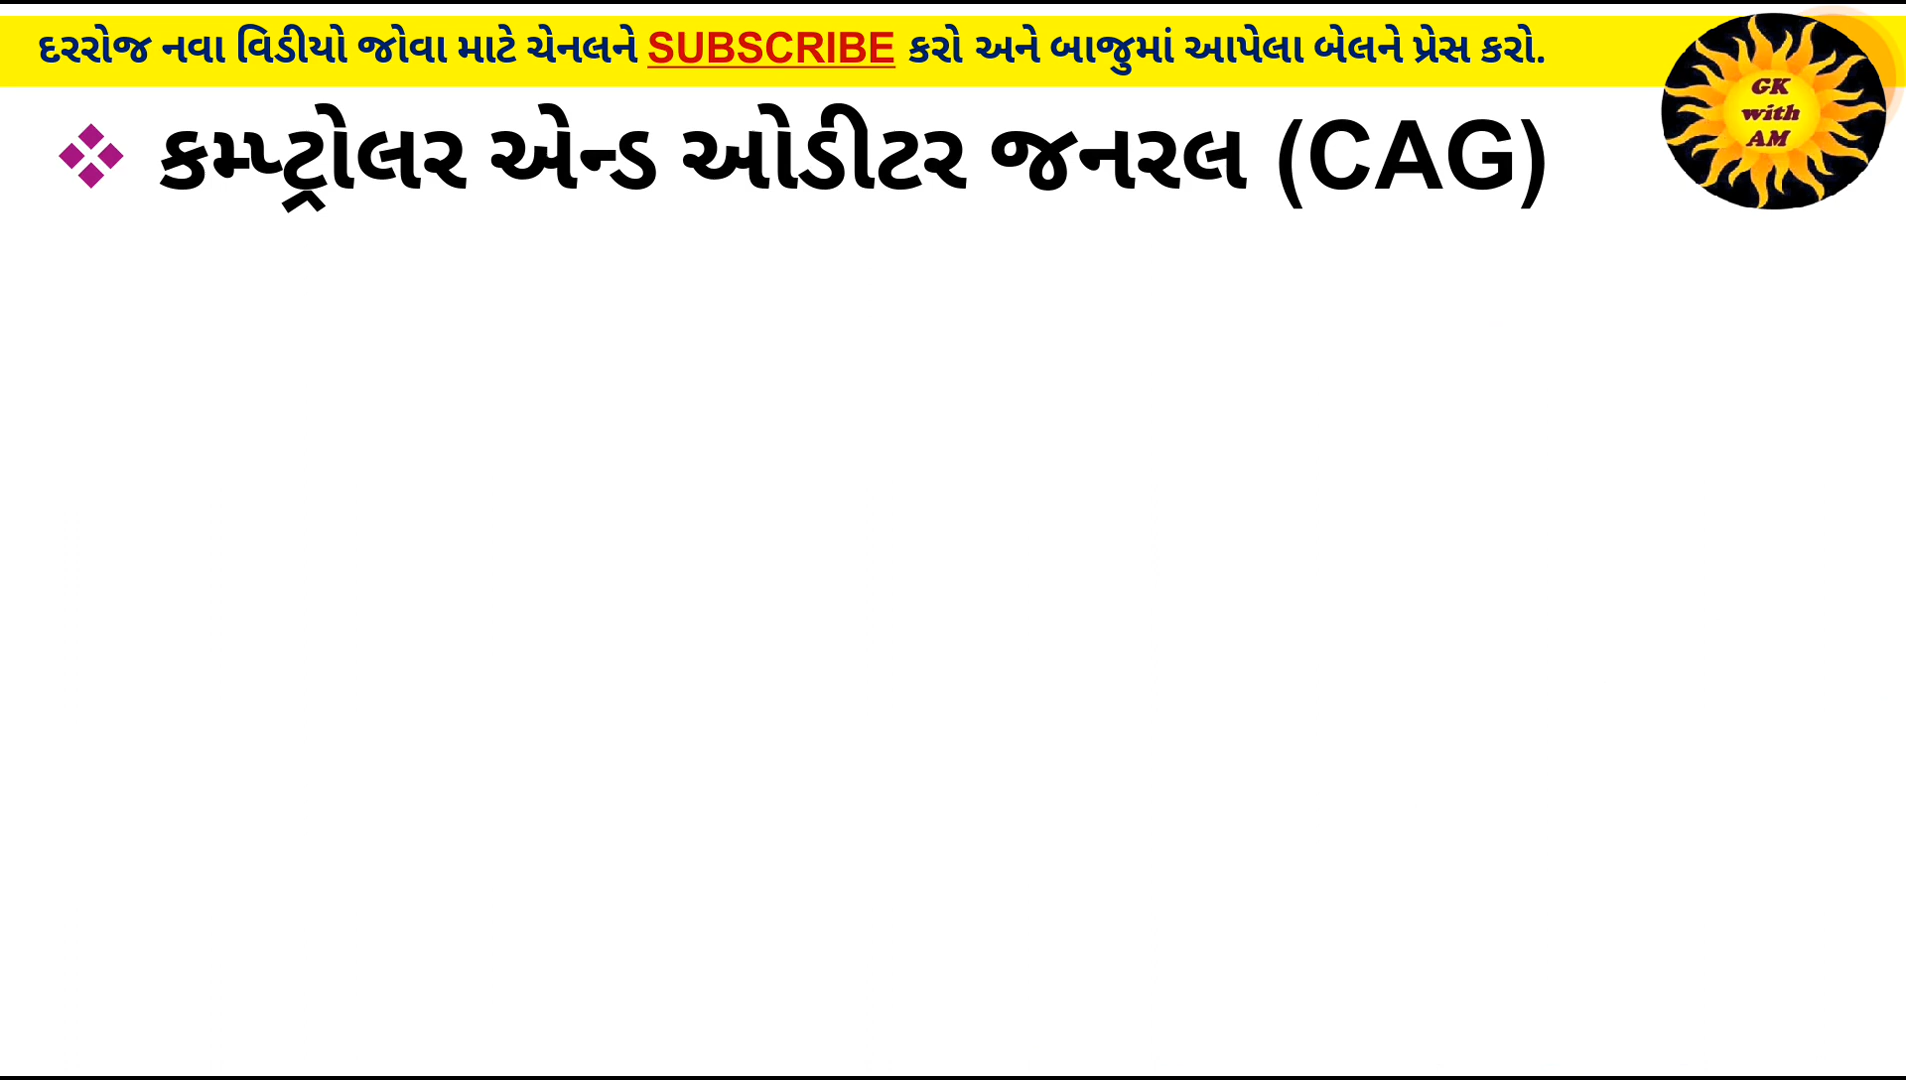 દરરોજ નવા વિડીયો જોવા માટે ચેનલને SUBSCRIBE કરો અને બાજુમાં આપેલા બેલને પ્રેસ કરો.
GK
with
AM
કમ્પ્ટ્રોલર એન્ડ ઓડીટર જનરલ (CAG)